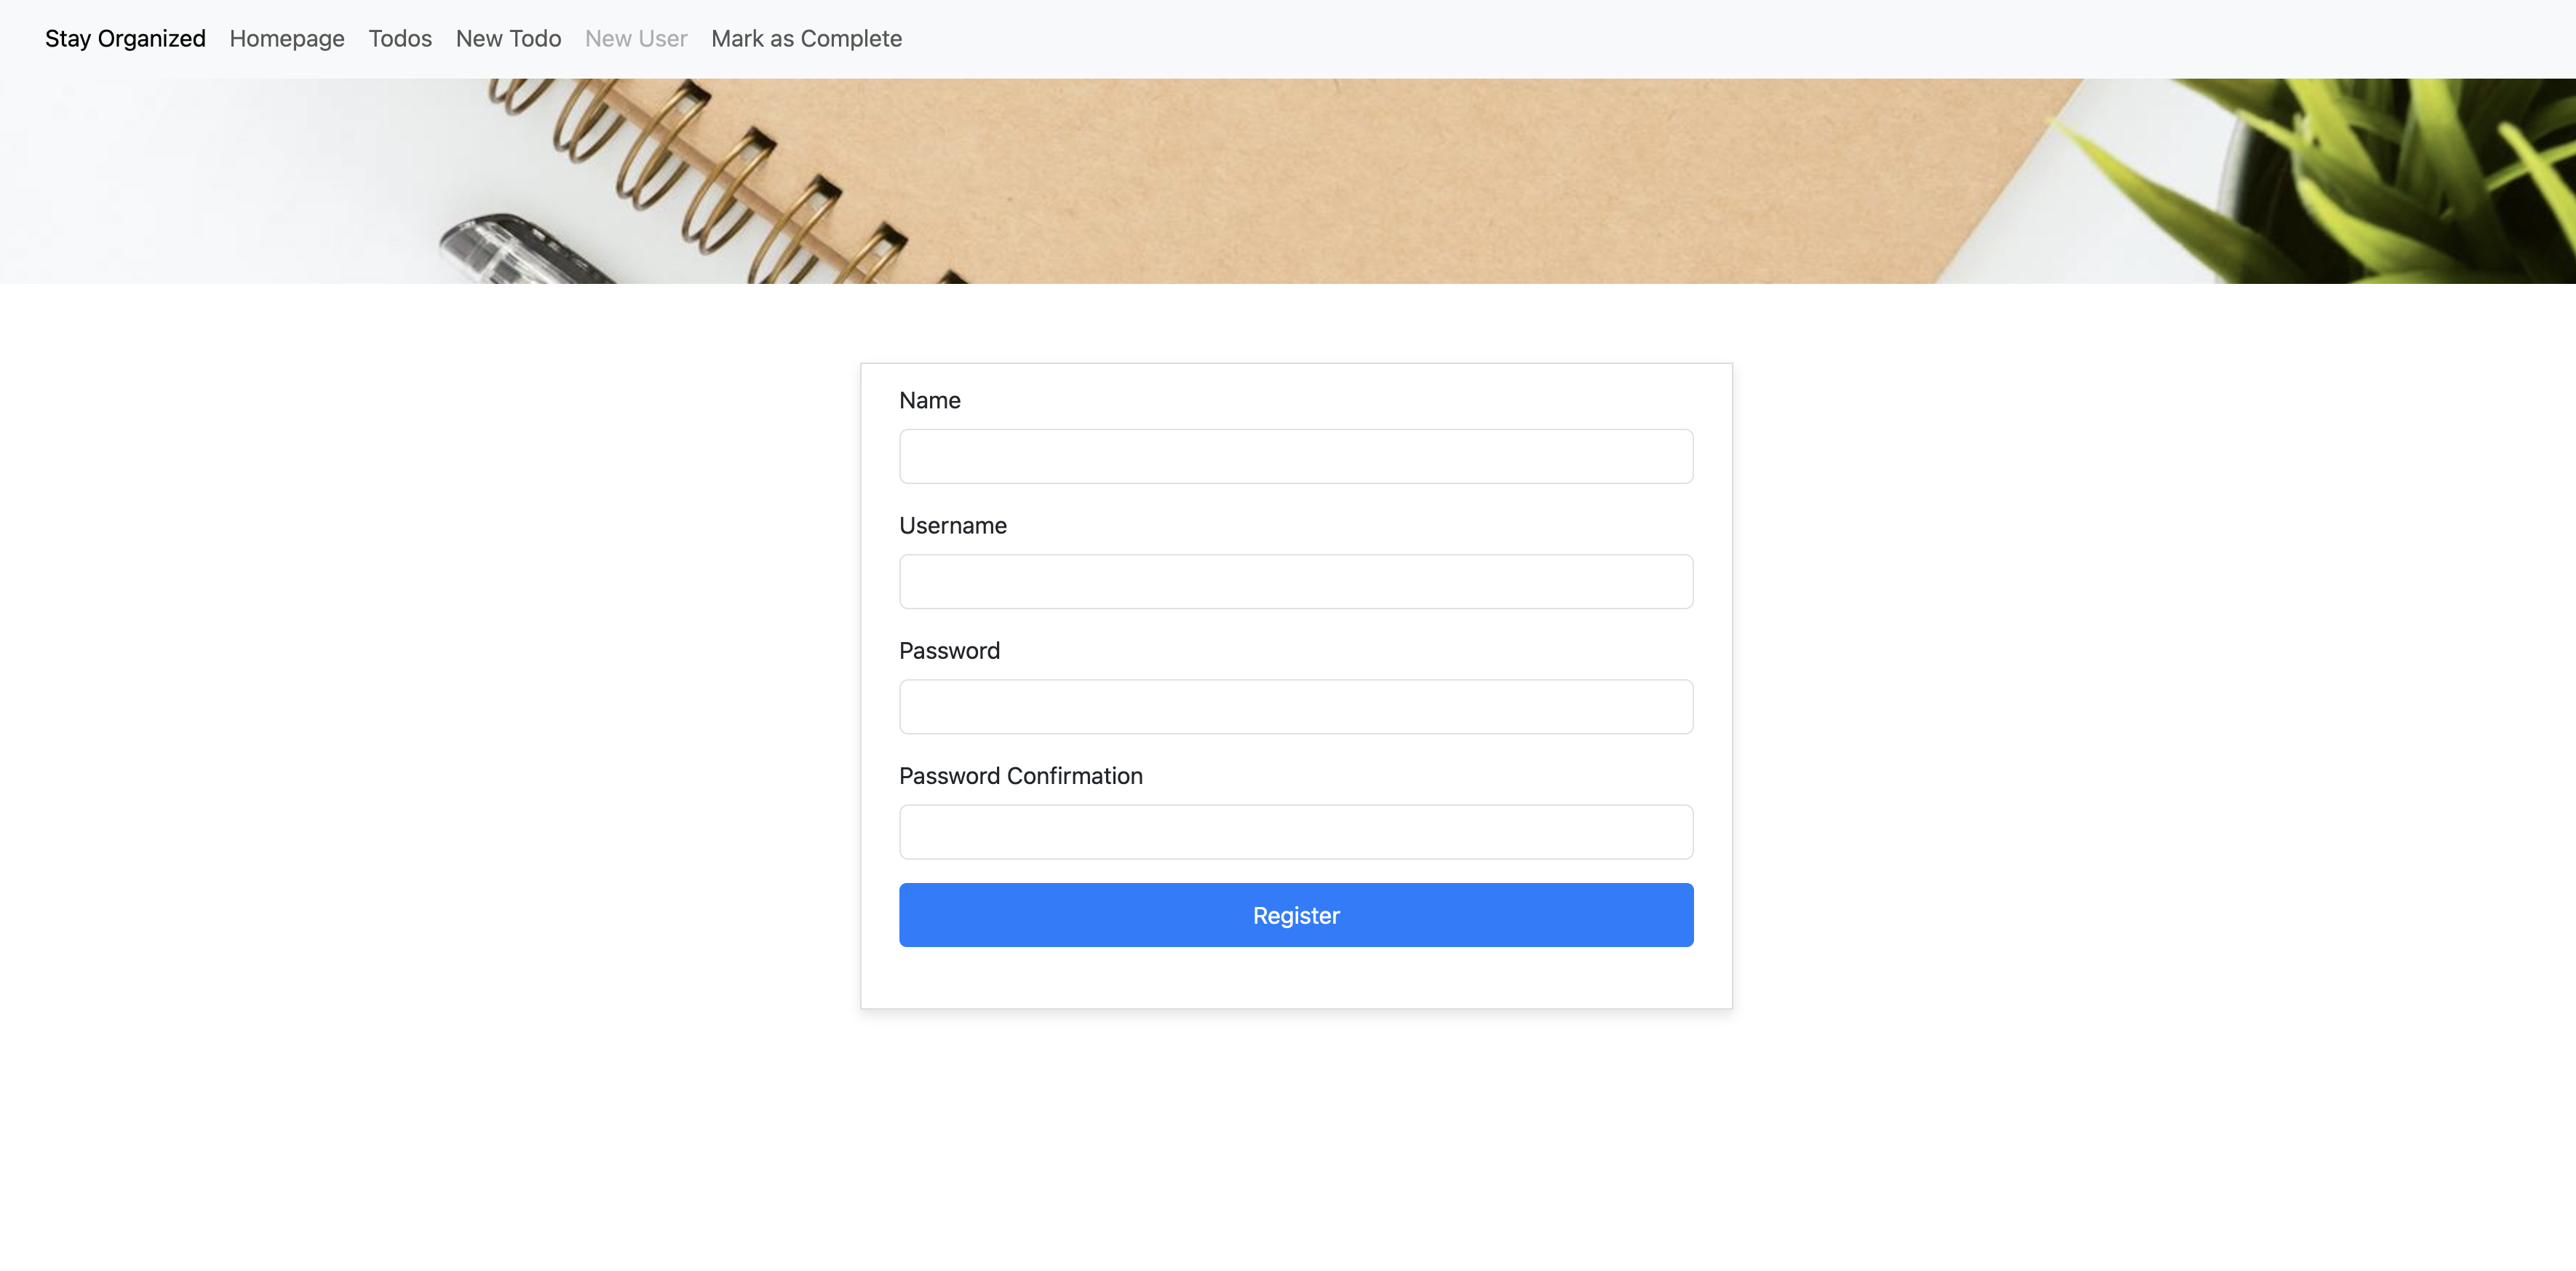 Stay Organized Homepage Todos New Todo New User Mark as Complete
Name
Username
Password
Password Confirmation
Register